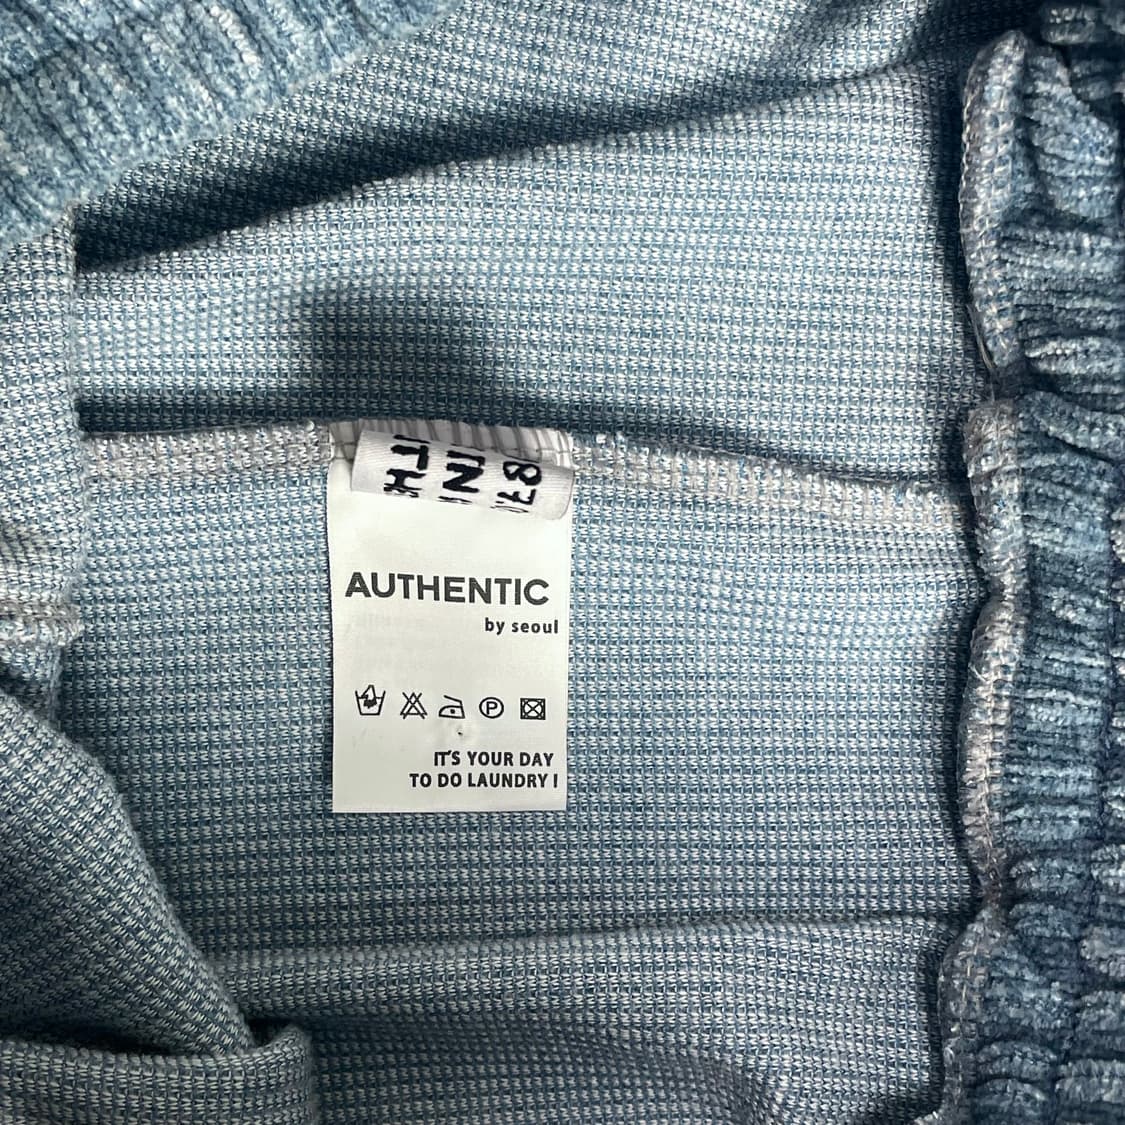 AUTHENTIC
by seoul
IT'S YOUR DAY
TO DO LAUNDRY !